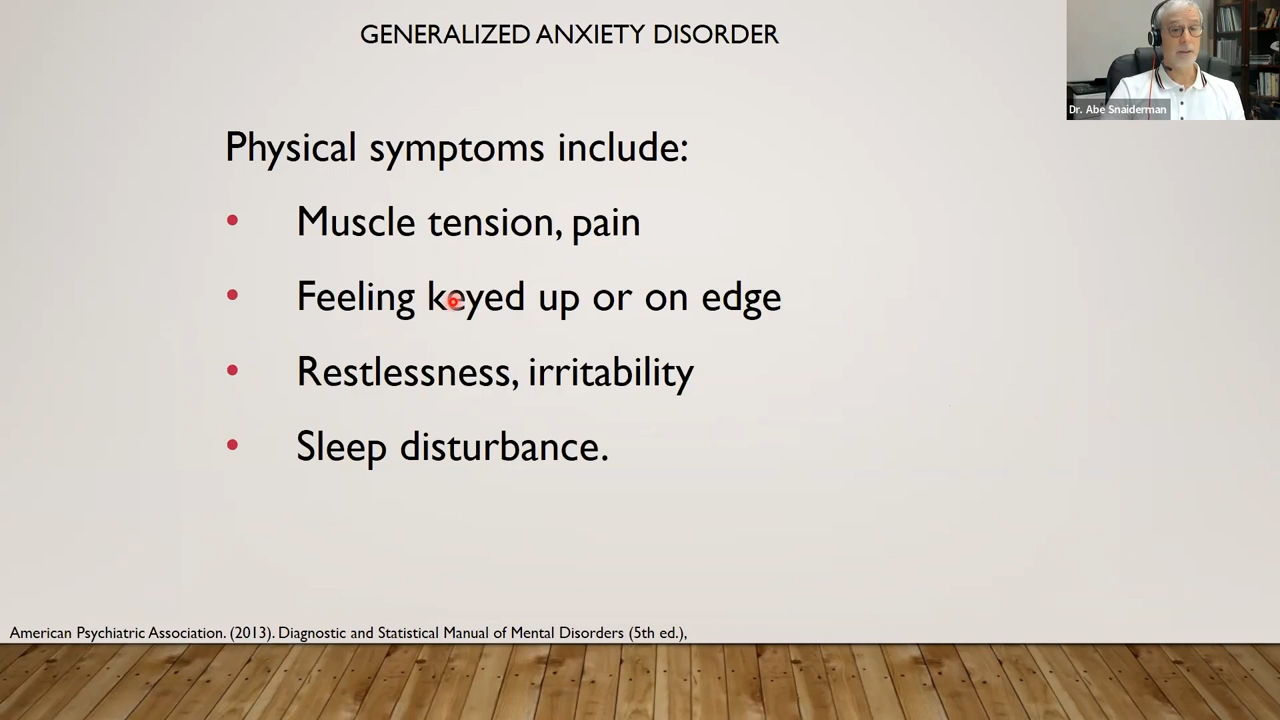 GENERALIZED ANXIETY DISORDER
Dr. Abe Snaiderman
Physical symptoms include:
• Muscle tension, pain
• Feeling keyed up or on edge
• Restlessness, irritability
• Sleep disturbance.
American Psychiatric Association. (2013). Diagnostic and Statistical Manual of Mental Disorders (5th ed.),